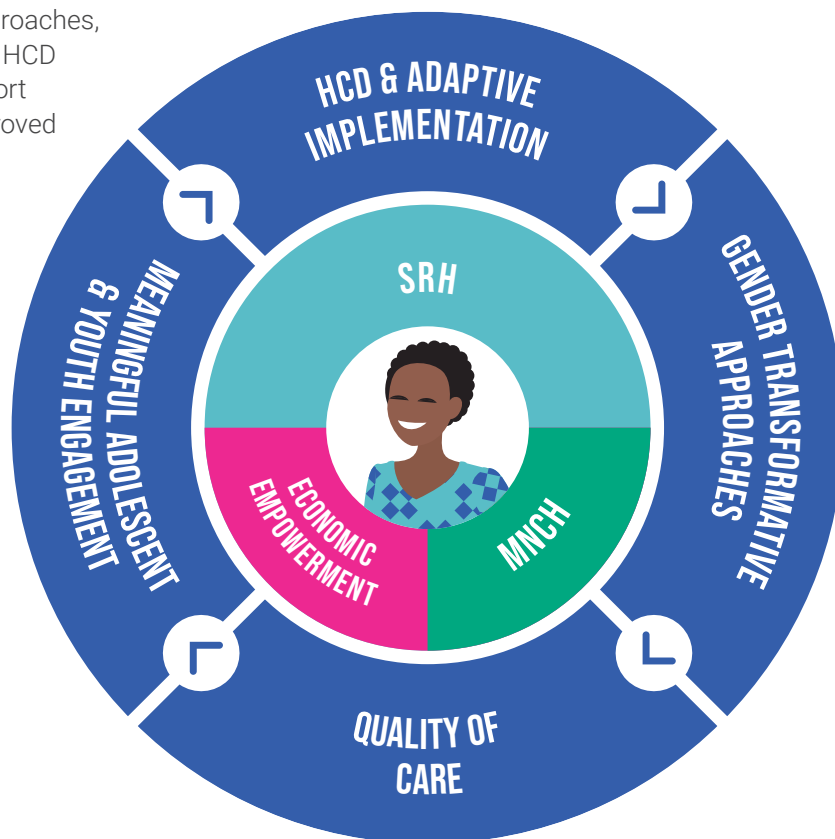 roaches,
HCD
ort
roved
HCD & ADAPTIVE
IMPLEMENTATION
GENDER TRANSFORMATIVE
APPROACHES
QUALITY OF
CARE
MEANINGFUL ADOLESCENT
& YOUTH ENGAGEMENT
SRH
MNCH
ECONOMIC
EMPOWERMENT